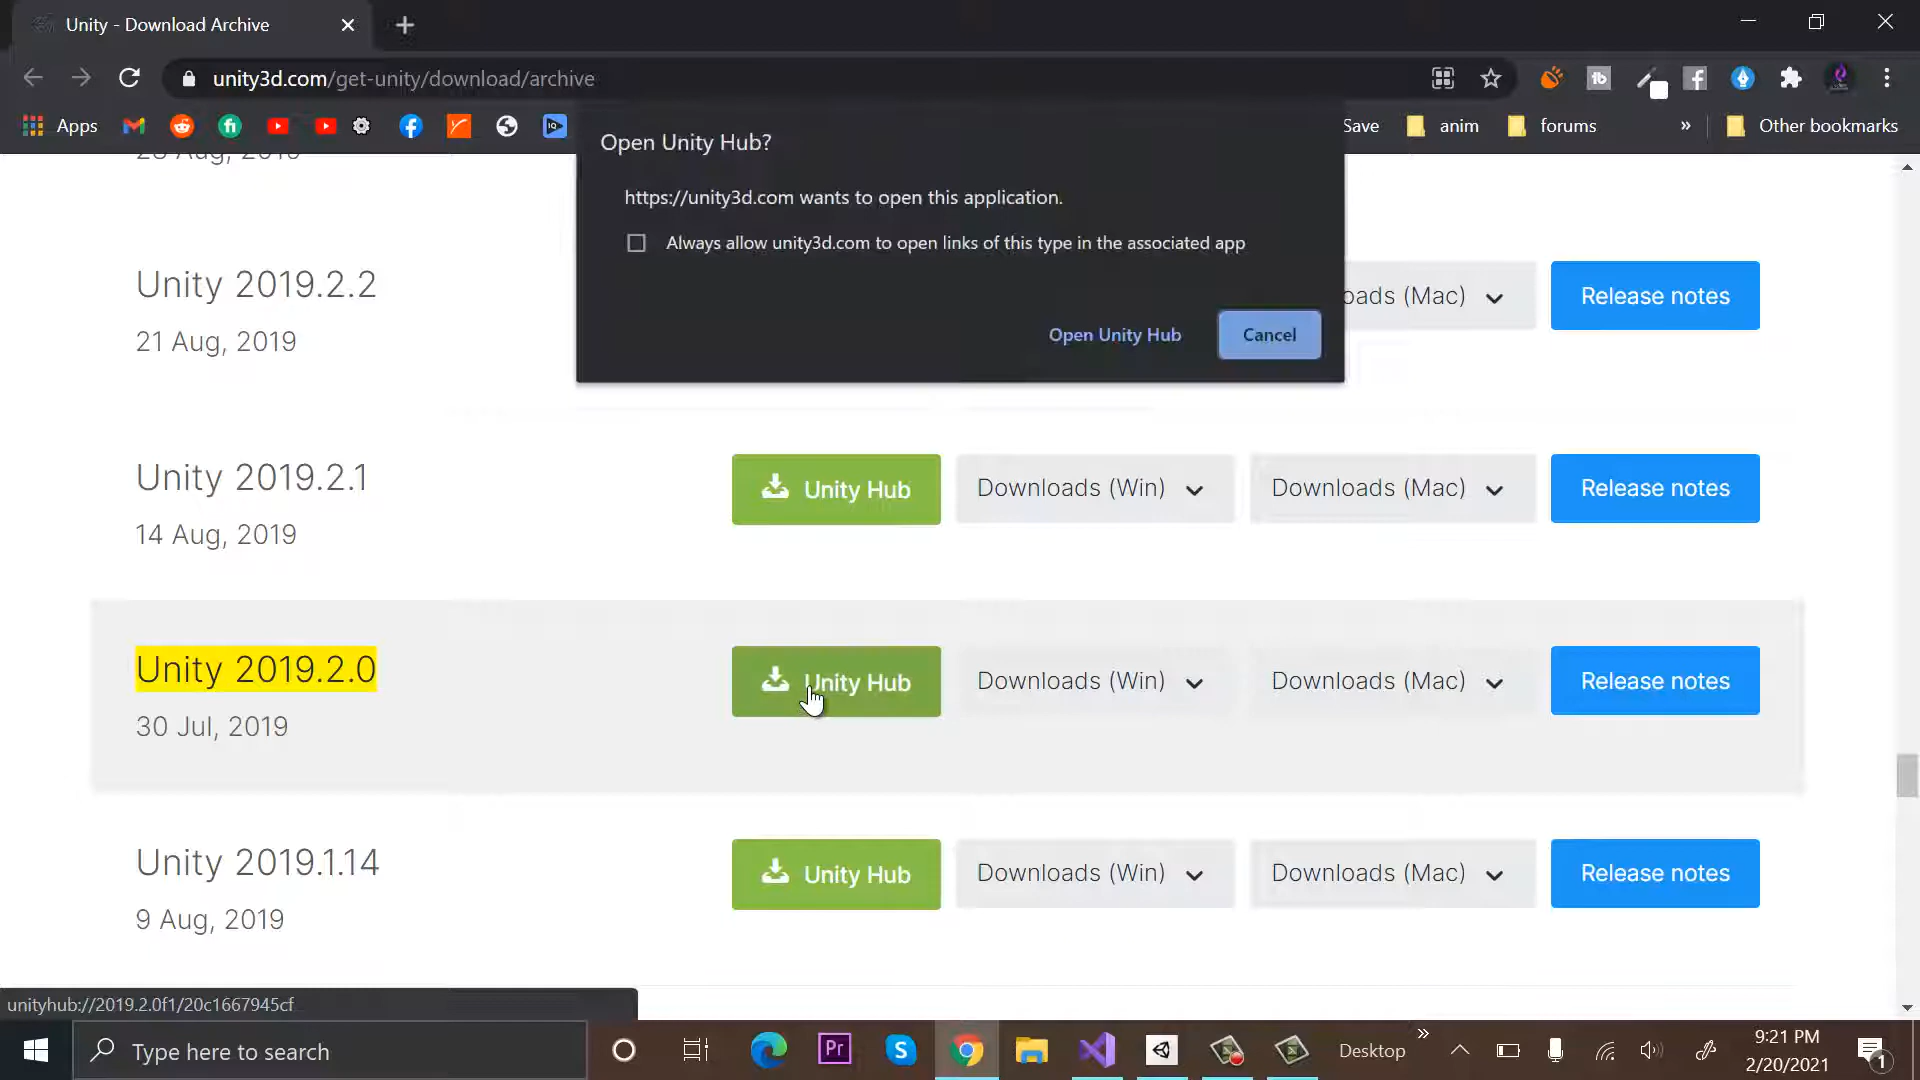 Unity - Download Archive
unity3d.com/get-unity/download/archive
Apps
Save
anim
forums
»
Other bookmarks
Open Unity Hub?
https://unity3d.com wants to open this application.
Always allow unity3d.com to open links of this type in the associated app
Open Unity Hub
Cancel
23 Aug, 2019
Unity 2019.2.2
oads (Mac)
Release notes
21 Aug, 2019
Unity 2019.2.1
Unity Hub
Downloads (Win)
Downloads (Mac)
Release notes
14 Aug, 2019
Unity 2019.2.0
Unity Hub
Downloads (Win)
Downloads (Mac)
Release notes
30 Jul, 2019
Unity 2019.1.14
Unity Hub
Downloads (Win)
Downloads (Mac)
Release notes
9 Aug, 2019
unityhub://2019.2.0f1/20c1667945cf
Type here to search
Pr
S
Desktop
»
9:21 PM
2/20/2021
1